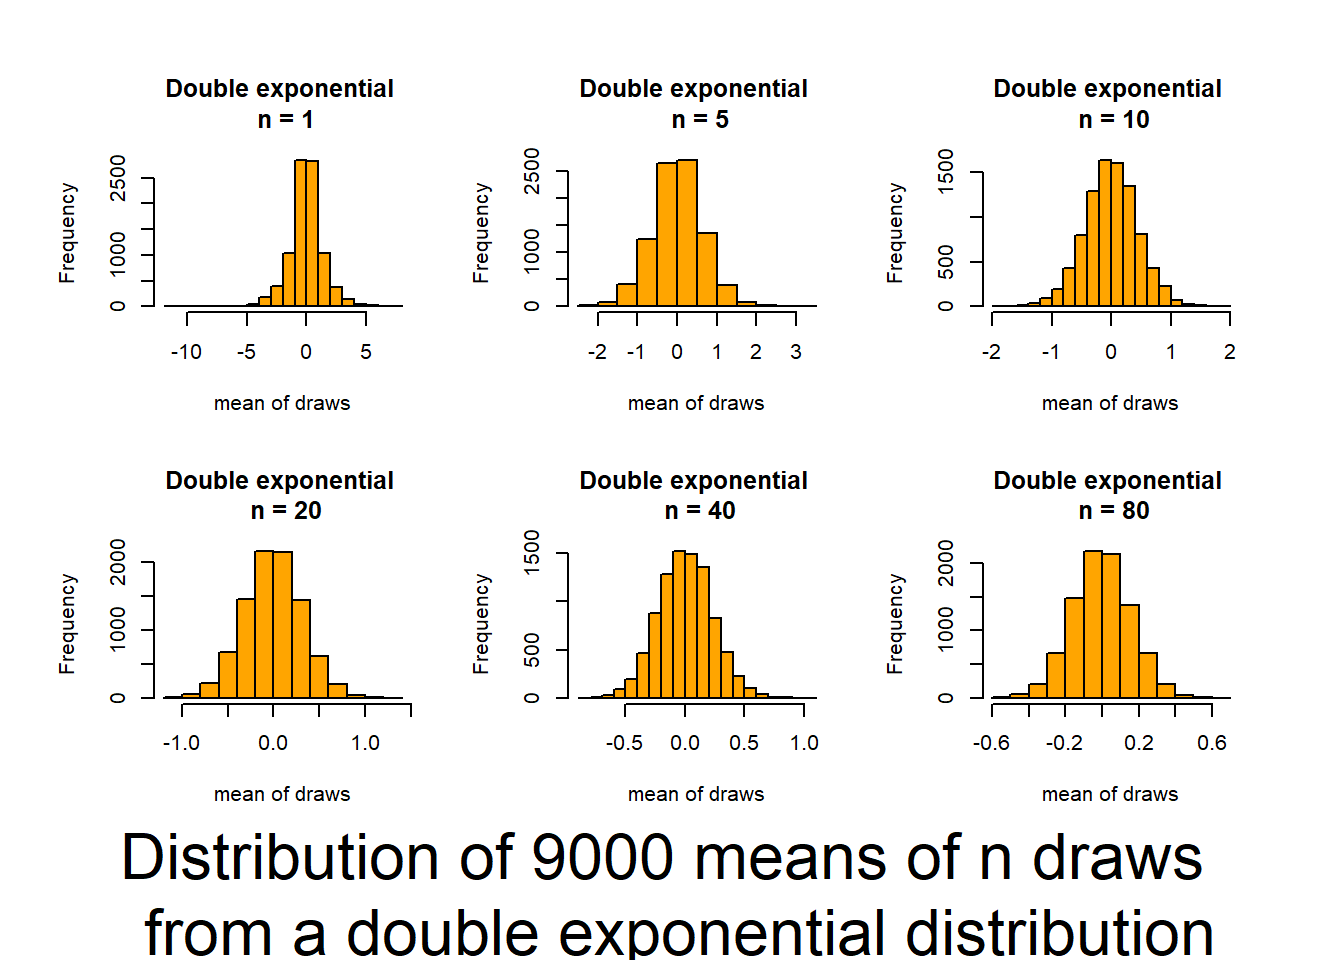 Double exponential
n = 1
Frequency
0
1000
2500
-10
-5
0
5
mean of draws
Double exponential
n = 5
Frequency
0
1000
2500
-2
-1
0
1
2
3
mean of draws
Double exponential
n = 10
Frequency
0
500
1500
-2
-1
0
1
2
mean of draws
Double exponential
n = 20
Frequency
0
1000
2000
-1.0
0.0
1.0
mean of draws
Double exponential
n = 40
Frequency
0
500
1500
-0.5
0.0
0.5
1.0
mean of draws
Double exponential
n = 80
Frequency
0
1000
2000
-0.6
-0.2
0.2
0.6
mean of draws
Distribution of 9000 means of n draws
from a double exponential distribution